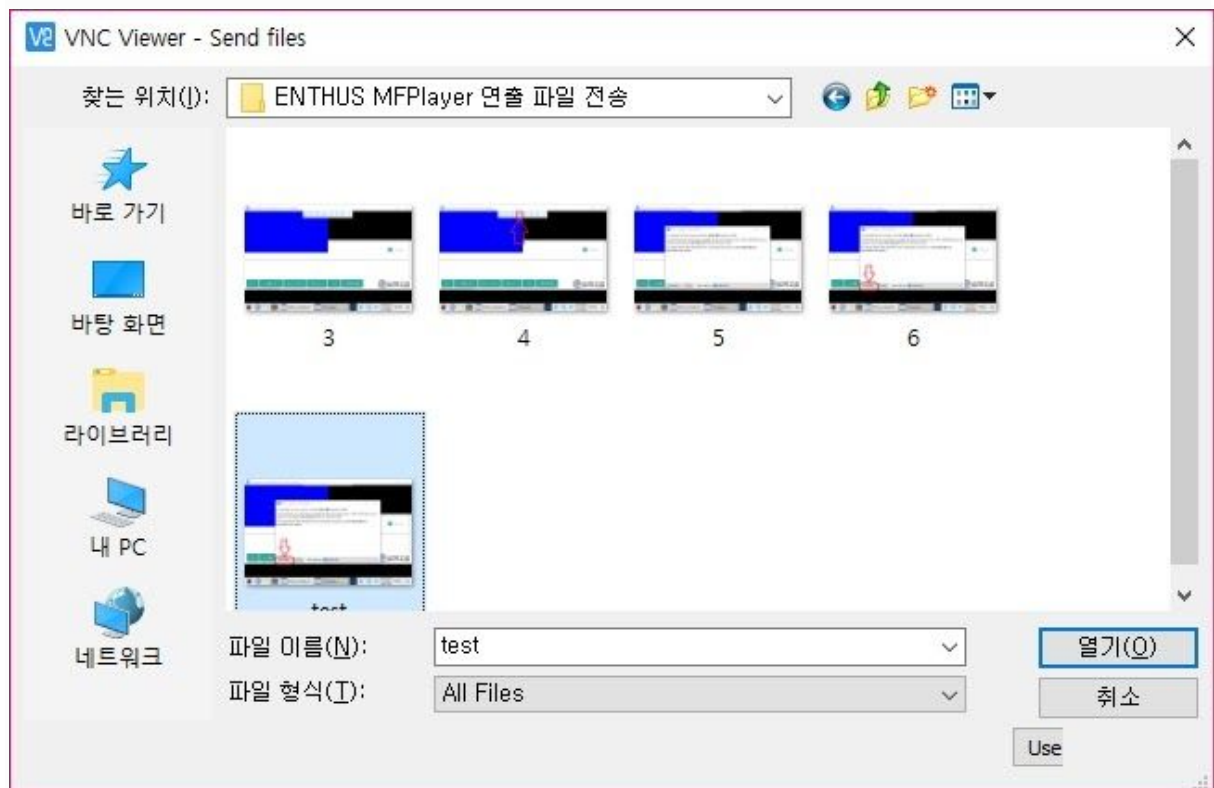 VNC Viewer - Send files
찾는 위치(I): ENTHUS MFPlayer 연출 파일 전송
바로 가기
바탕 화면
라이브러리
내 PC
네트워크
3 4 5 6
test
파일 이름(N): test 열기(O)
파일 형식(T): All Files 취소
Use